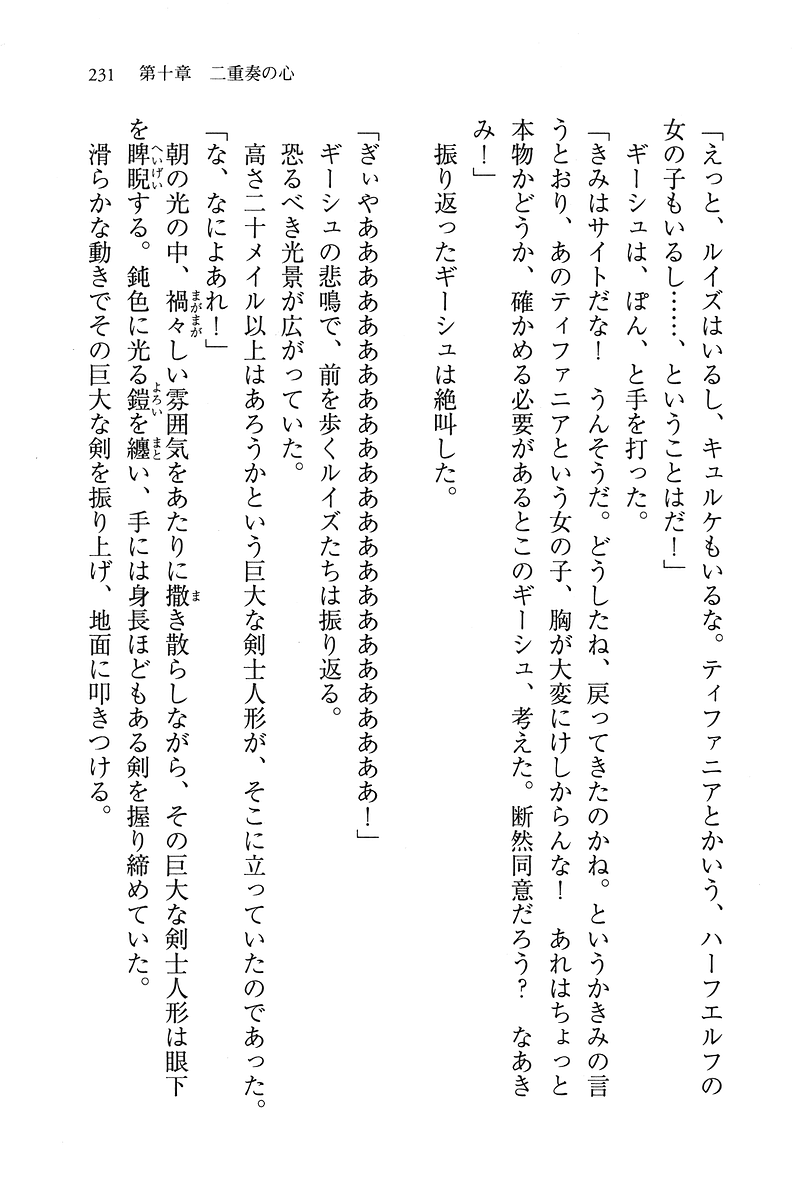 231　第十章　二重奏の心
「えっと、ルイズはいるし、キュルケもいるな。ティファニアとかいう、ハーフエルフの
女の子もいるし……、ということはだ！」
　ギーシュは、ぽん、と手を打った。
「きみはサイトだな！　うんそうだ。どうしたね、戻ってきたのかね。というかきみの言
うとおり、あのティファニアという女の子、胸が大変にけしからんな！　あれはちょっと
本物かどうか、確かめる必要があるとこのギーシュ、考えた。断然同意だろう？　なあき
み！」
　振り返ったギーシュは絶叫した。
「ぎぃやああああああああああああああああああああああああ！」
　ギーシュの悲鳴で、前を歩くルイズたちは振り返る。
　恐るべき光景が広がっていた。
　高さ二十メイル以上はあろうかという巨大な剣士人形が、そこに立っていたのであった。
「な、なによあれ！」
　朝の光の中、禍々しい雰囲気をあたりに撒き散らしながら、その巨大な剣士人形は眼下
を睥睨する。鈍色に光る鎧を纏い、手には身長ほどもある剣を握り締めていた。
　滑らかな動きでその巨大な剣を振り上げ、地面に叩きつける。